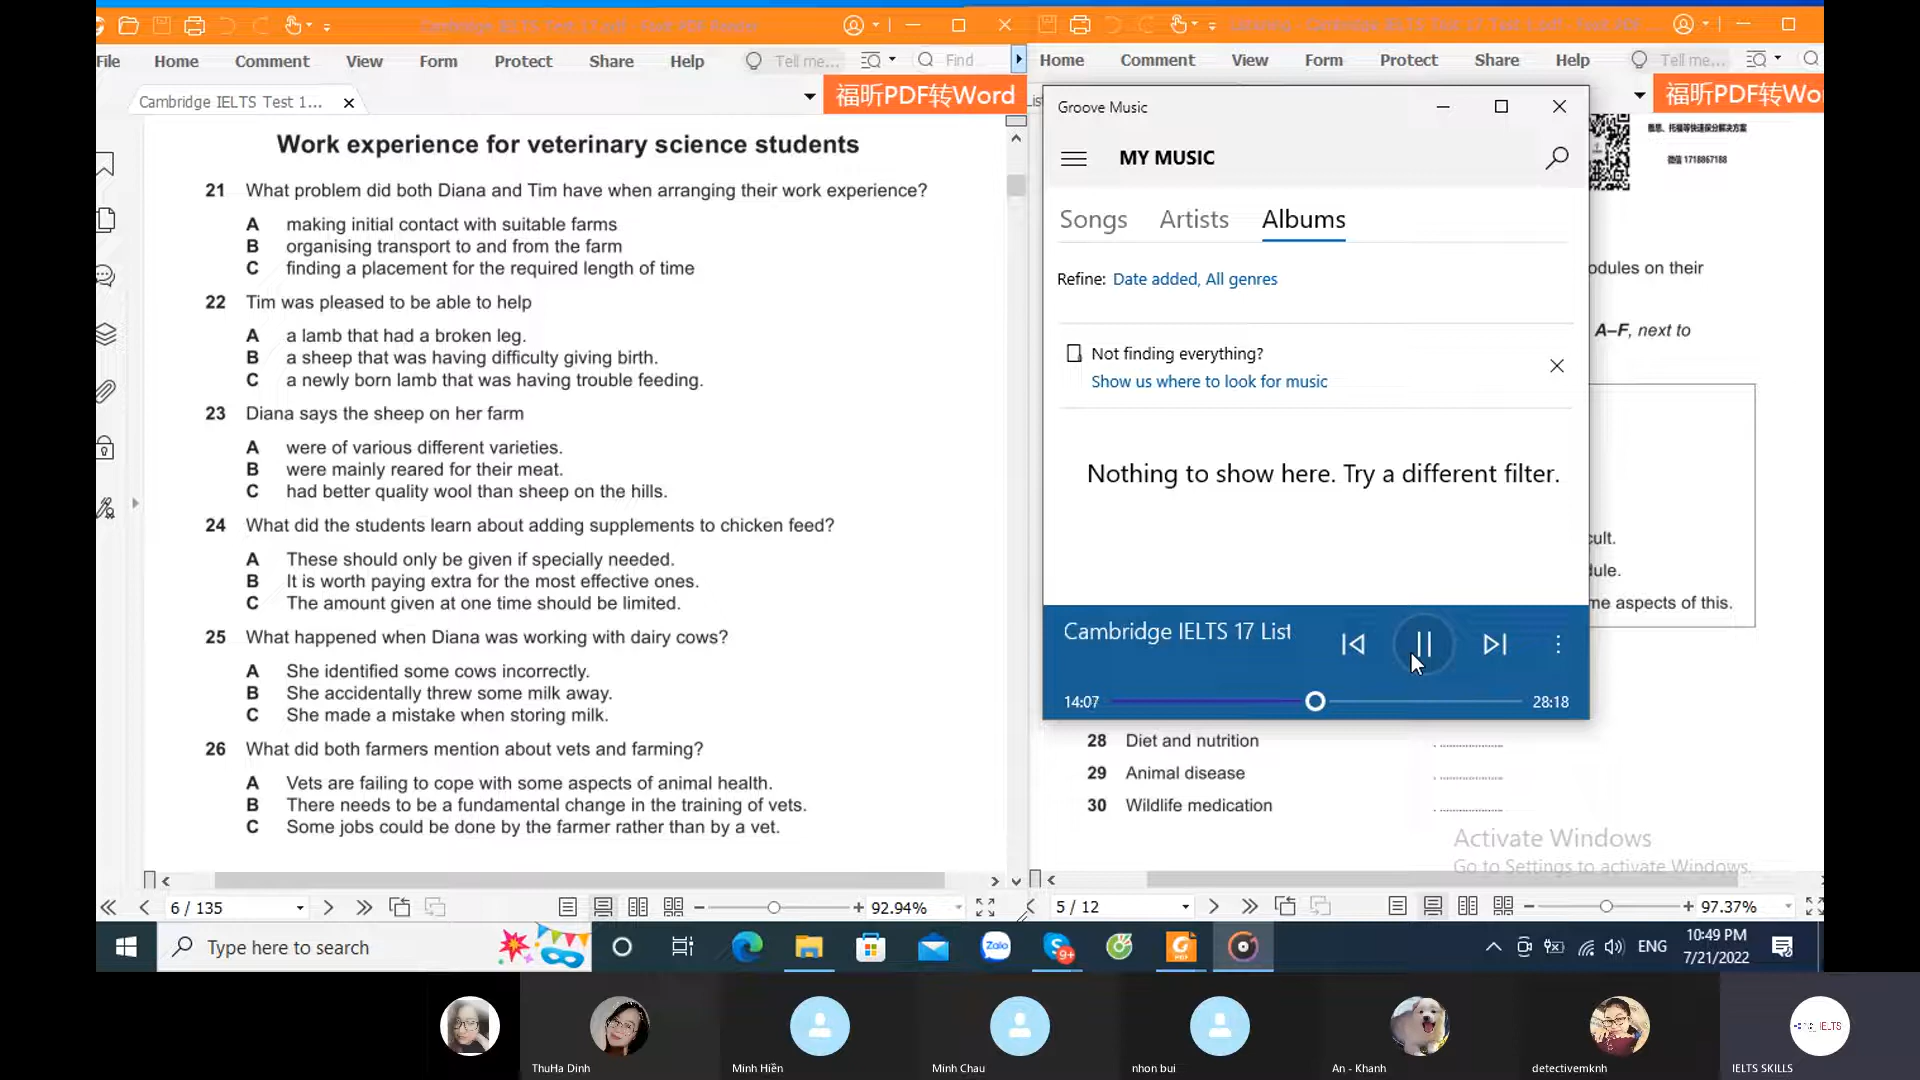 File Home Comment View Form Protect Share Help Tell me... Find
Cambridge IELTS Test 1...
福昕PDF转Word
Work experience for veterinary science students
21 What problem did both Diana and Tim have when arranging their work experience?
A making initial contact with suitable farms
B organising transport to and from the farm
C finding a placement for the required length of time
22 Tim was pleased to be able to help
A a lamb that had a broken leg.
B a sheep that was having difficulty giving birth.
C a newly born lamb that was having trouble feeding.
23 Diana says the sheep on her farm
A were of various different varieties.
B were mainly reared for their meat.
C had better quality wool than sheep on the hills.
24 What did the students learn about adding supplements to chicken feed?
A These should only be given if specially needed.
B It is worth paying extra for the most effective ones.
C The amount given at one time should be limited.
25 What happened when Diana was working with dairy cows?
A She identified some cows incorrectly.
B She accidentally threw some milk away.
C She made a mistake when storing milk.
26 What did both farmers mention about vets and farming?
A Vets are failing to cope with some aspects of animal health.
B There needs to be a fundamental change in the training of vets.
C Some jobs could be done by the farmer rather than by a vet.
6 / 135
92.94%
Home Comment View Form Protect Share Help Tell me...
福昕PDF转Wo
微信 1718867188
Groove Music
MY MUSIC
Songs Artists Albums
Refine: Date added, All genres
Not finding everything?
Show us where to look for music
Nothing to show here. Try a different filter.
Cambridge IELTS 17 List
14:07
28:18
odules on their
A–F, next to
cult.
dule.
me aspects of this.
28 Diet and nutrition
29 Animal disease
30 Wildlife medication
Activate Windows
Go to Settings to activate Windows.
5 / 12
97.37%
Type here to search
Zalo
9+
ENG
10:49 PM
7/21/2022
ThuHa Dinh
Minh Hiền
Minh Chau
nhon bui
An - Khanh
detectivemknh
IELTS SKILLS